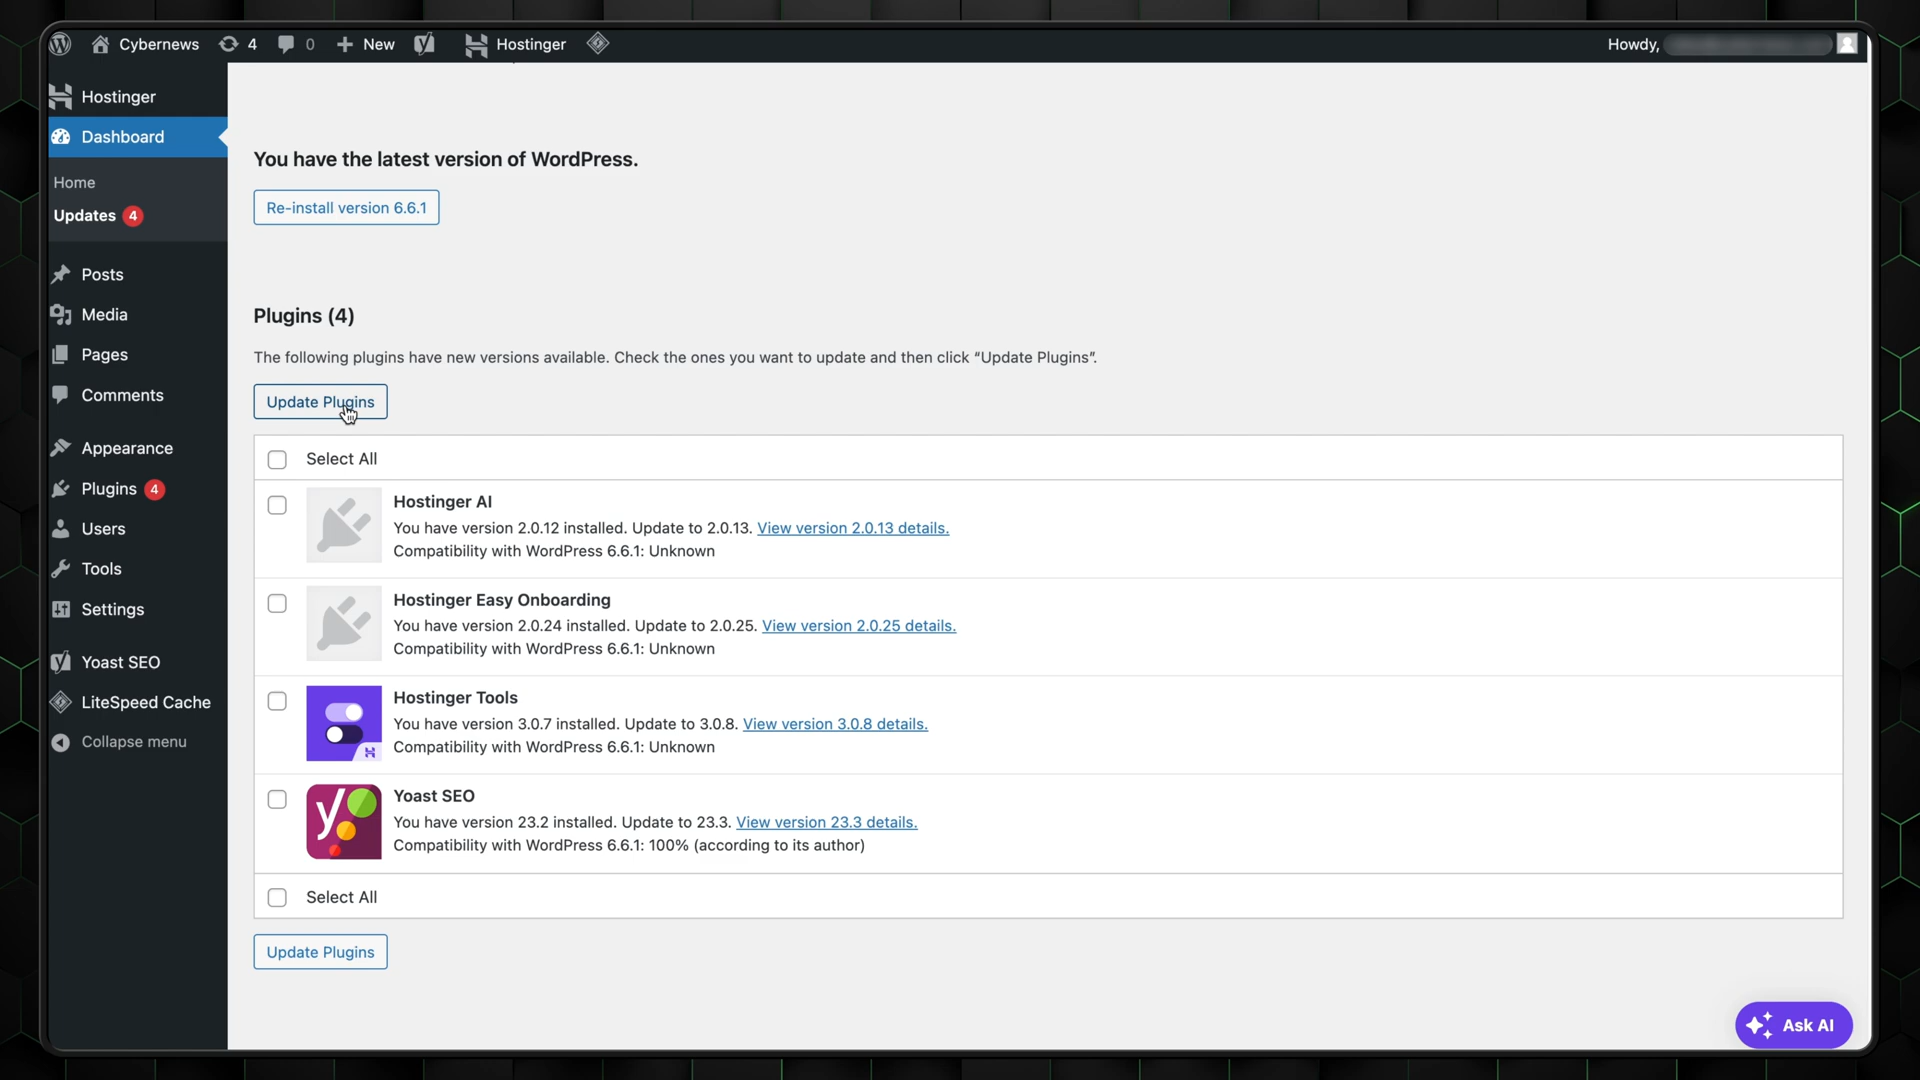 Cybernews 4 0 New Hostinger Howdy,
Hostinger
Dashboard
Home
Updates 4
Posts
Media
Pages
Comments
Appearance
Plugins 4
Users
Tools
Settings
Yoast SEO
LiteSpeed Cache
Collapse menu
You have the latest version of WordPress.
Re-install version 6.6.1
Plugins (4)
The following plugins have new versions available. Check the ones you want to update and then click “Update Plugins”.
Update Plugins
Select All
Hostinger AI
You have version 2.0.12 installed. Update to 2.0.13. View version 2.0.13 details.
Compatibility with WordPress 6.6.1: Unknown
Hostinger Easy Onboarding
You have version 2.0.24 installed. Update to 2.0.25. View version 2.0.25 details.
Compatibility with WordPress 6.6.1: Unknown
Hostinger Tools
You have version 3.0.7 installed. Update to 3.0.8. View version 3.0.8 details.
Compatibility with WordPress 6.6.1: Unknown
Yoast SEO
You have version 23.2 installed. Update to 23.3. View version 23.3 details.
Compatibility with WordPress 6.6.1: 100% (according to its author)
Select All
Update Plugins
Ask AI